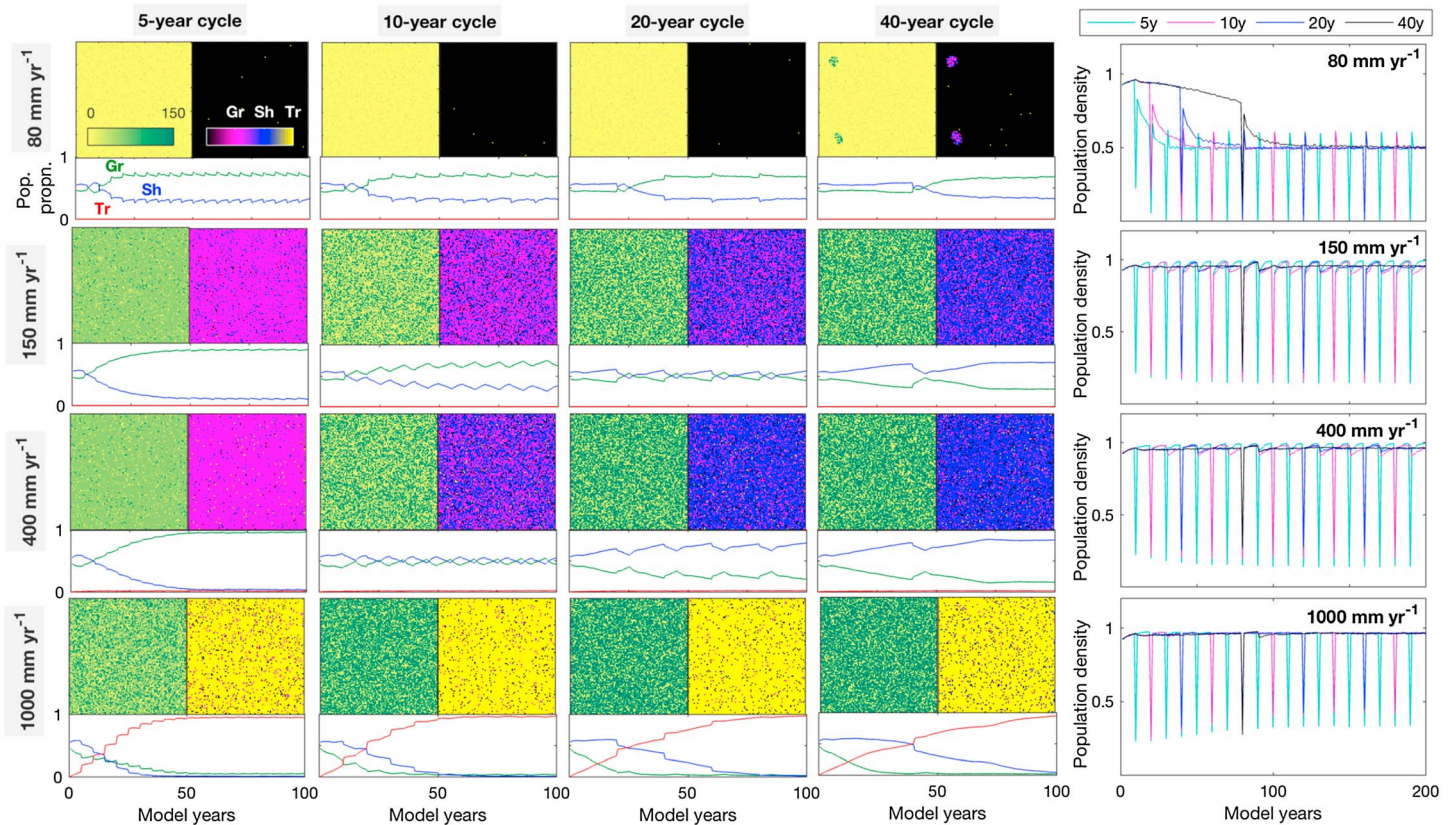 5-year cycle 10-year cycle 20-year cycle 40-year cycle
5y 10y 20y 40y
80 mm yr-1
0 150
Gr Sh Tr
1
Pop. propn.
Gr
Sh
Tr
0
80 mm yr-1
1
0.5
Population density
150 mm yr-1
1
0
150 mm yr-1
1
0.5
Population density
400 mm yr-1
1
0
400 mm yr-1
1
0.5
Population density
1000 mm yr-1
1
0
0 50 100 50 100 50 100 50 100
Model years Model years Model years Model years
1000 mm yr-1
1
0.5
Population density
0 100 200
Model years